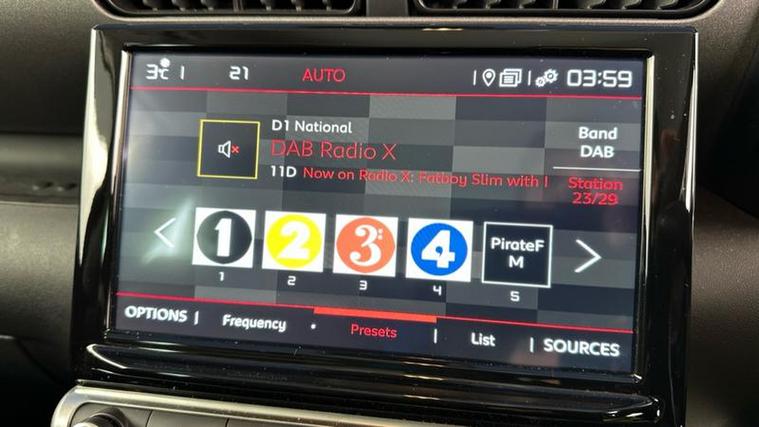 3°C | 21 AUTO | | 03:59
D1 National
DAB Radio X
11D Now on Radio X: Fatboy Slim with I
Band
DAB
Station
23/29
1 2 3: 4 PirateF
M
1 2 3 4 5
OPTIONS | Frequency • Presets | List | SOURCES